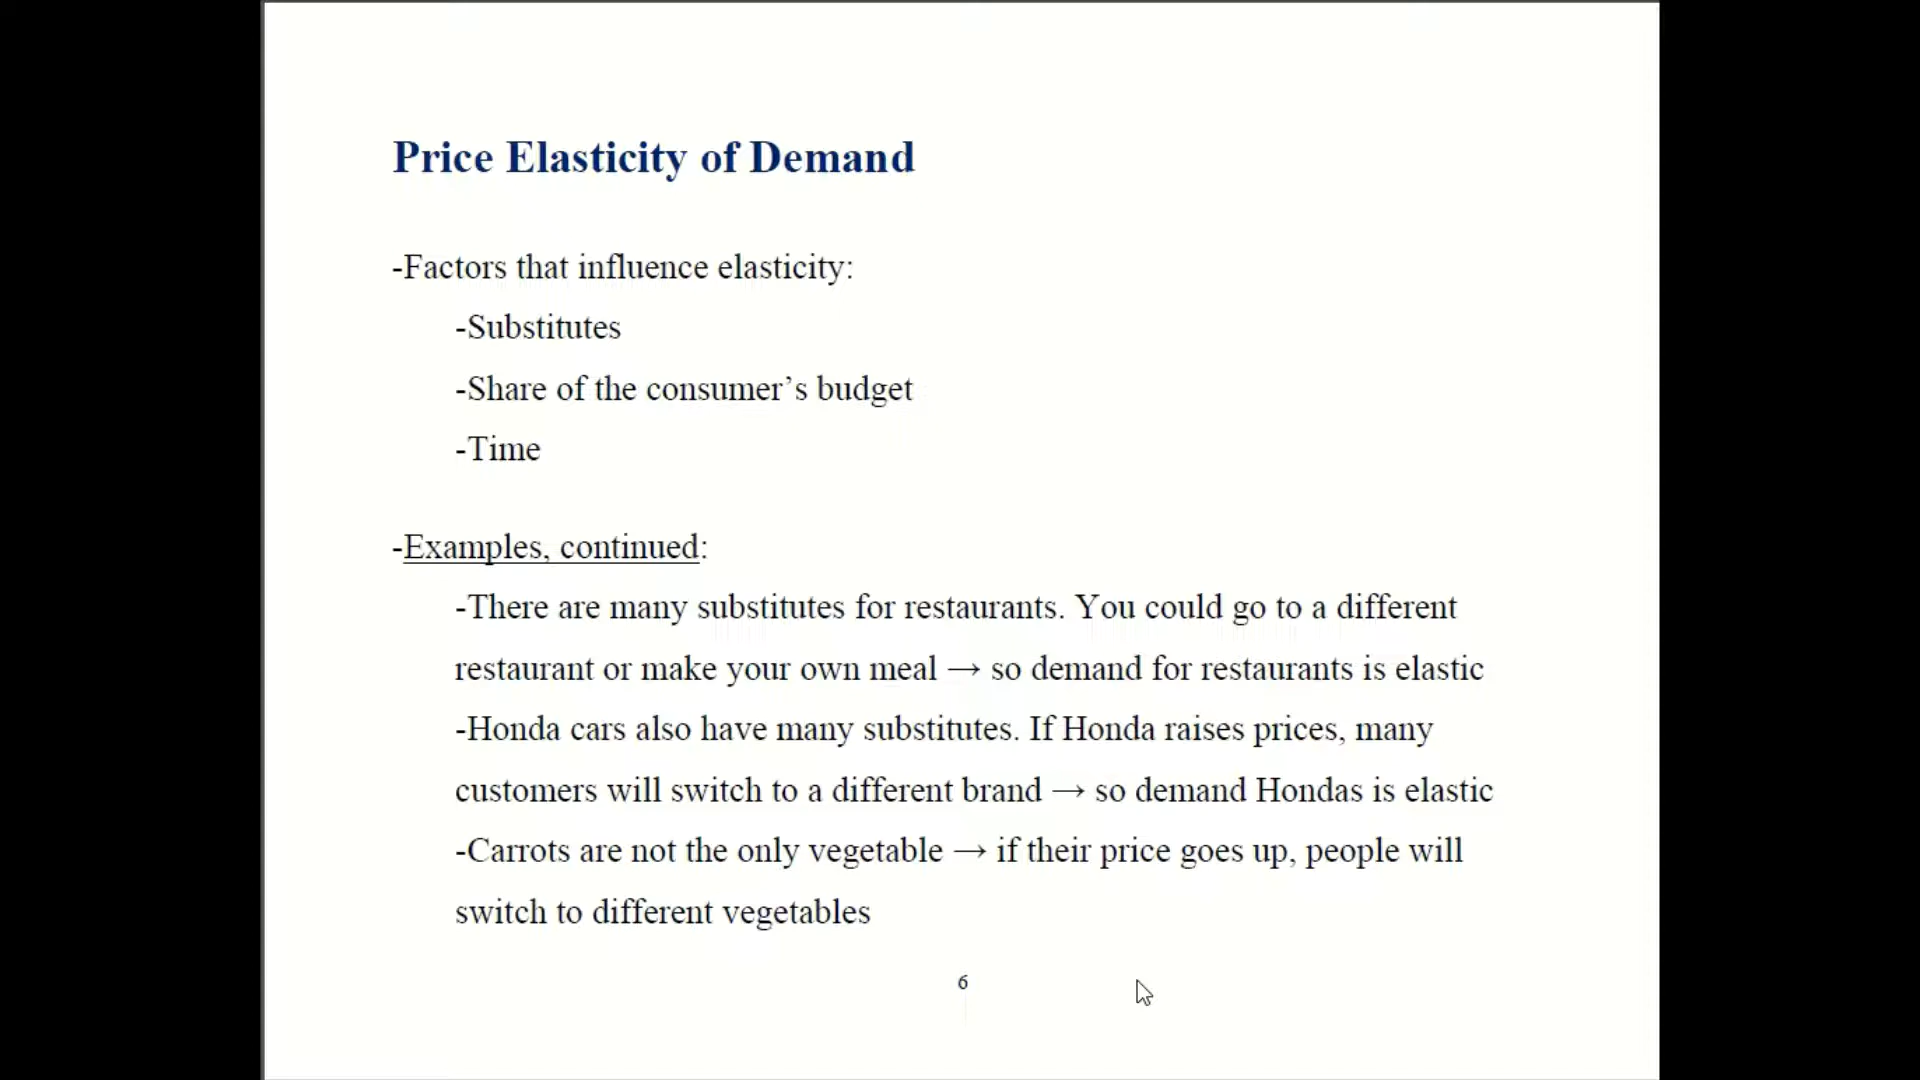 Price Elasticity of Demand
-Factors that influence elasticity:
-Substitutes
-Share of the consumer’s budget
-Time
-Examples, continued:
-There are many substitutes for restaurants. You could go to a different
restaurant or make your own meal → so demand for restaurants is elastic
-Honda cars also have many substitutes. If Honda raises prices, many
customers will switch to a different brand → so demand Hondas is elastic
-Carrots are not the only vegetable → if their price goes up, people will
switch to different vegetables
6